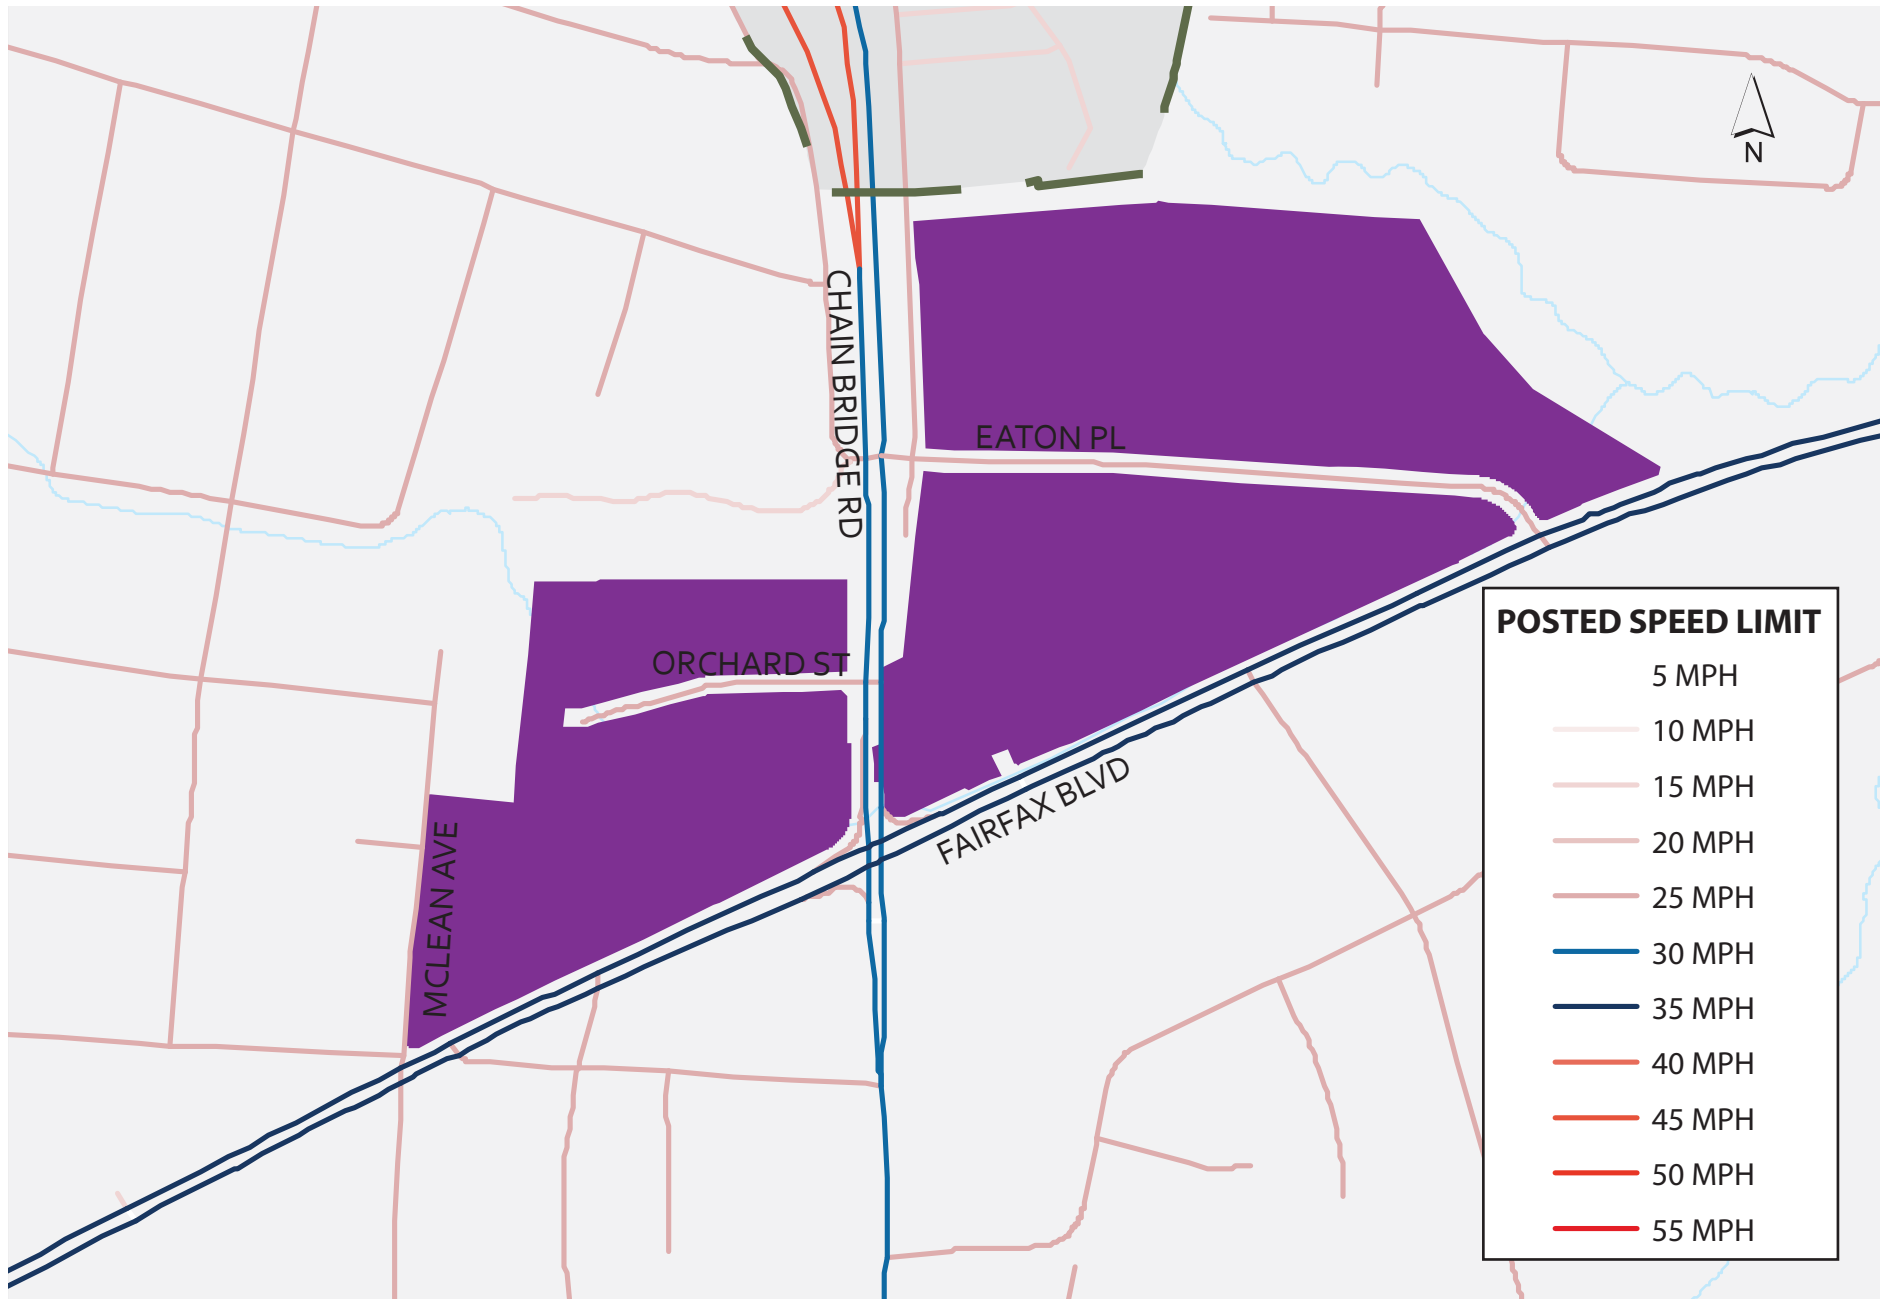 N
CHAIN BRIDGE RD
EATON PL
ORCHARD ST
FAIRFAX BLVD
MCLEAN AVE
POSTED SPEED LIMIT
5 MPH
10 MPH
15 MPH
20 MPH
25 MPH
30 MPH
35 MPH
40 MPH
45 MPH
50 MPH
55 MPH